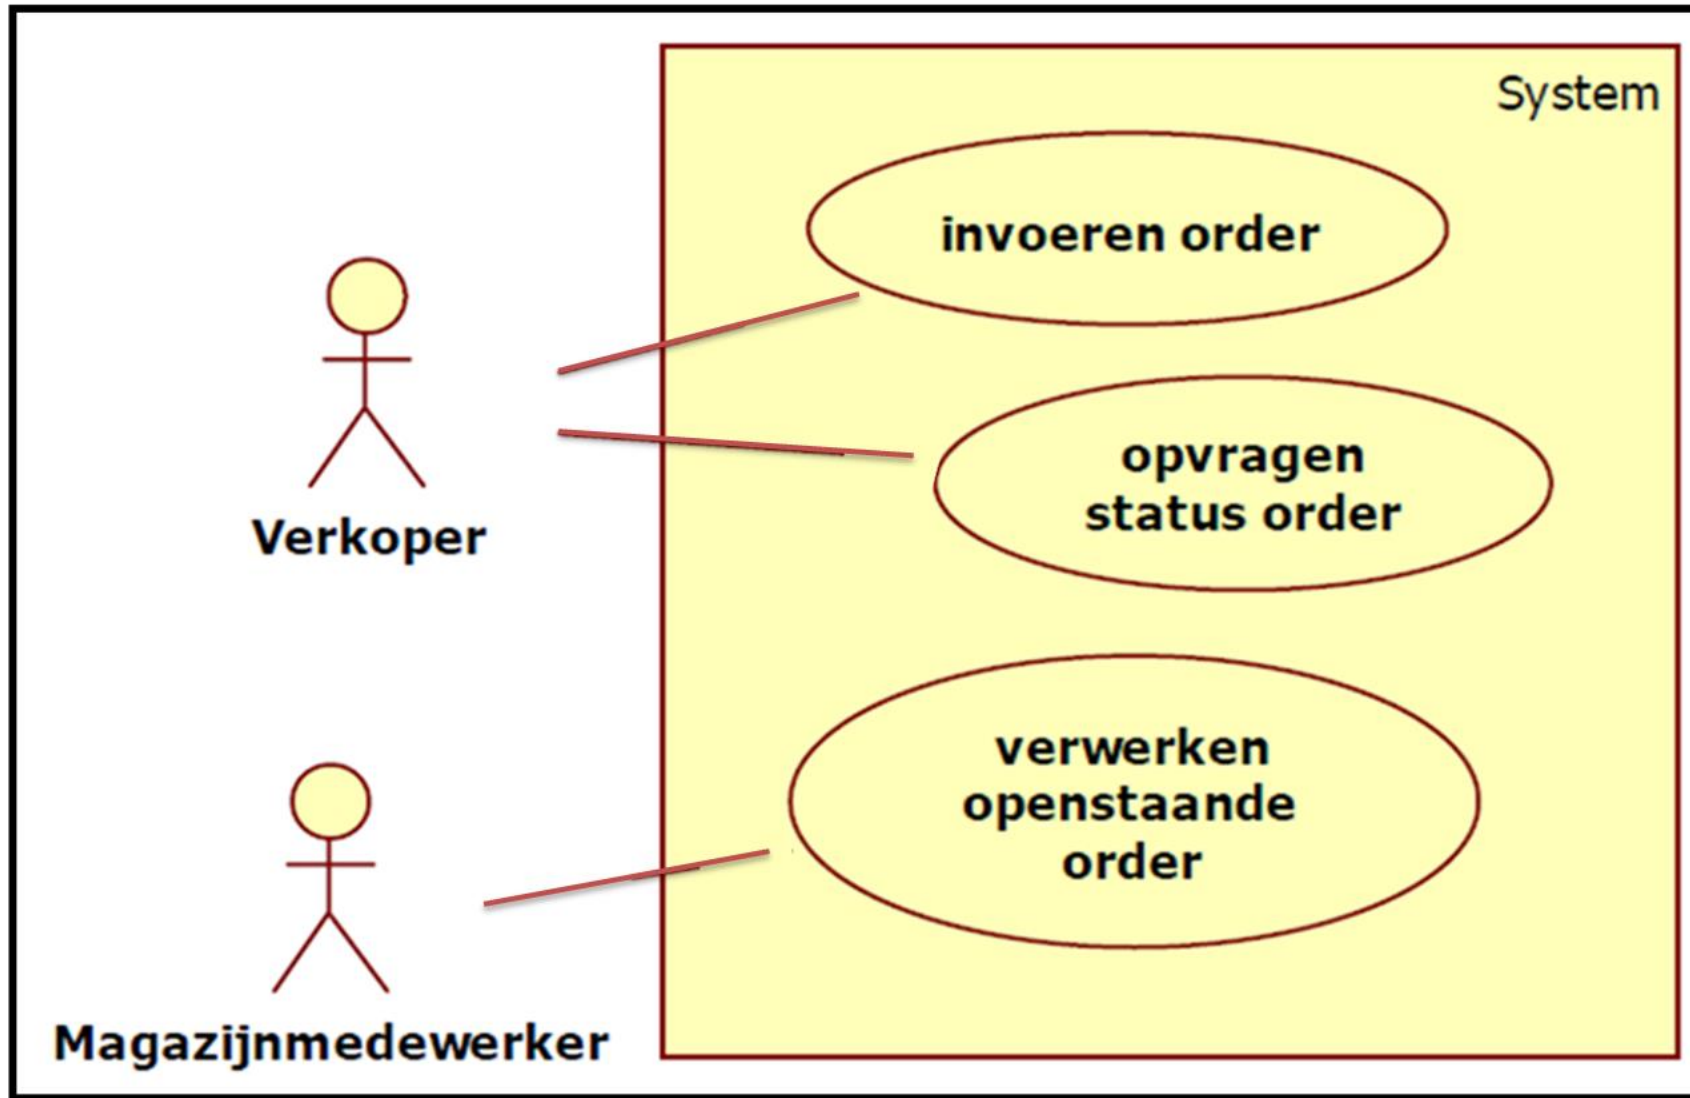 System
invoeren order
opvragen
status order
Verkoper
verwerken
openstaande
order
Magazijnmedewerker